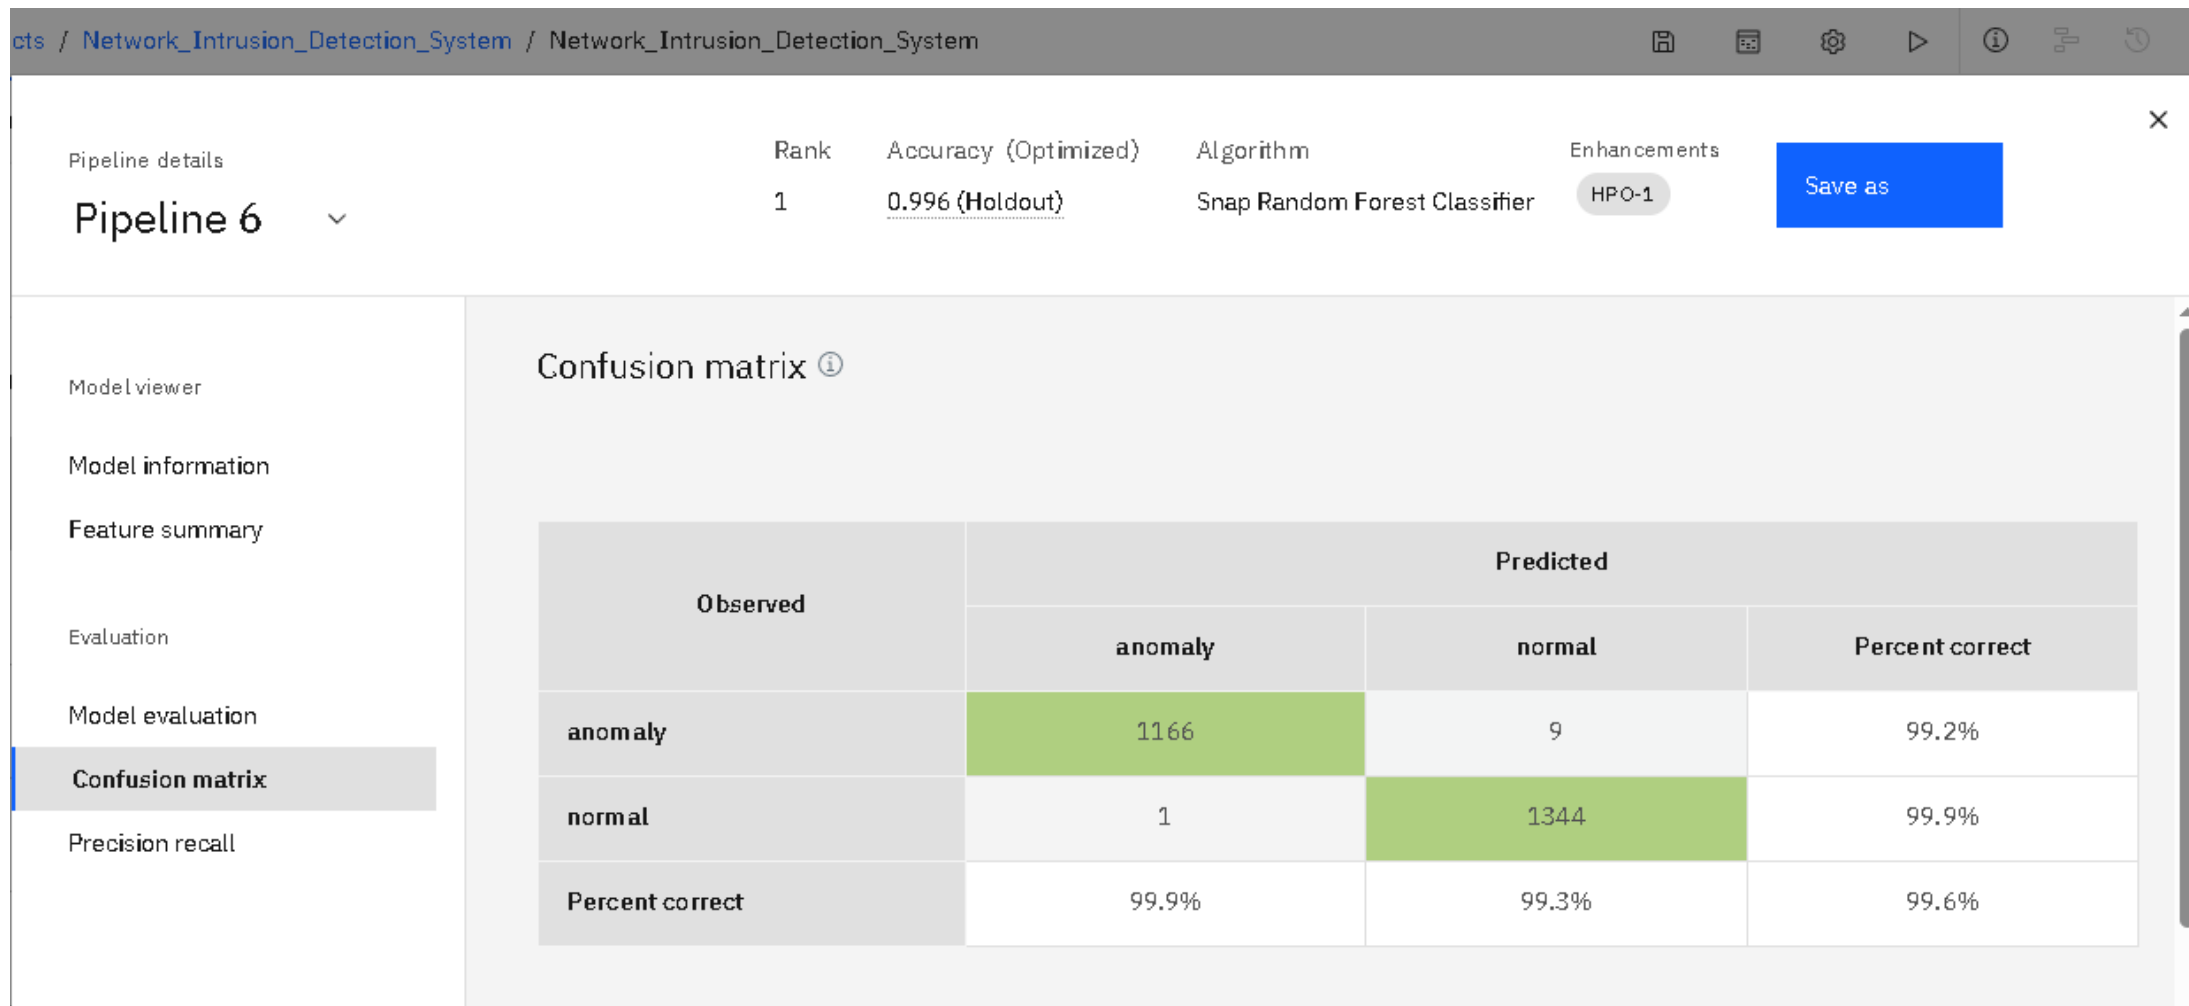 cts / Network_Intrusion_Detection_System / Network_Intrusion_Detection_System
Pipeline details
Pipeline 6
Rank
1
Accuracy (Optimized)
0.996 (Holdout)
Algorithm
Snap Random Forest Classifier
Enhancements
HPO-1
Save as
Model viewer
Model information
Feature summary
Evaluation
Model evaluation
Confusion matrix
Precision recall
Confusion matrix
Observed
Predicted
anomaly normal Percent correct
anomaly 1166 9 99.2%
normal 1 1344 99.9%
Percent correct 99.9% 99.3% 99.6%